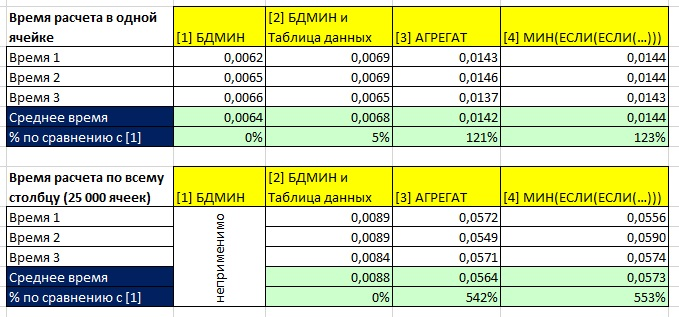 Время расчета в одной ячейке [1] БДМИН [2] БДМИН и Таблица данных [3] АГРЕГАТ [4] МИН(ЕСЛИ(ЕСЛИ(…)))
Время 1 0,0062 0,0069 0,0143 0,0144
Время 2 0,0065 0,0069 0,0146 0,0144
Время 3 0,0066 0,0065 0,0137 0,0143
Среднее время 0,0064 0,0068 0,0142 0,0144
% по сравнению с [1] 0% 5% 121% 123%
Время расчета по всему столбцу (25 000 ячеек) [1] БДМИН [2] БДМИН и Таблица данных [3] АГРЕГАТ [4] МИН(ЕСЛИ(ЕСЛИ(…)))
Время 1 неприменимо 0,0089 0,0572 0,0556
Время 2 0,0089 0,0549 0,0590
Время 3 0,0084 0,0571 0,0574
Среднее время 0,0088 0,0564 0,0573
% по сравнению с [1] 0% 542% 553%